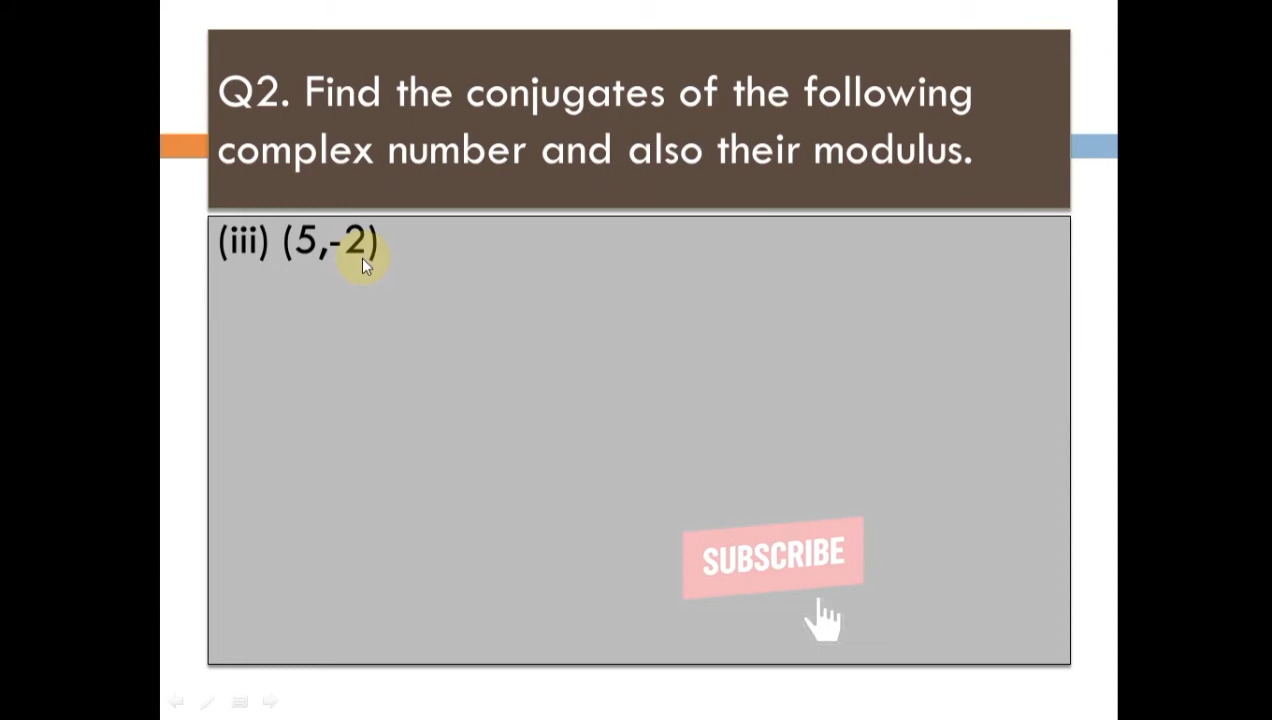 Q2. Find the conjugates of the following
complex number and also their modulus.
(iii) (5,-2)
SUBSCRIBE